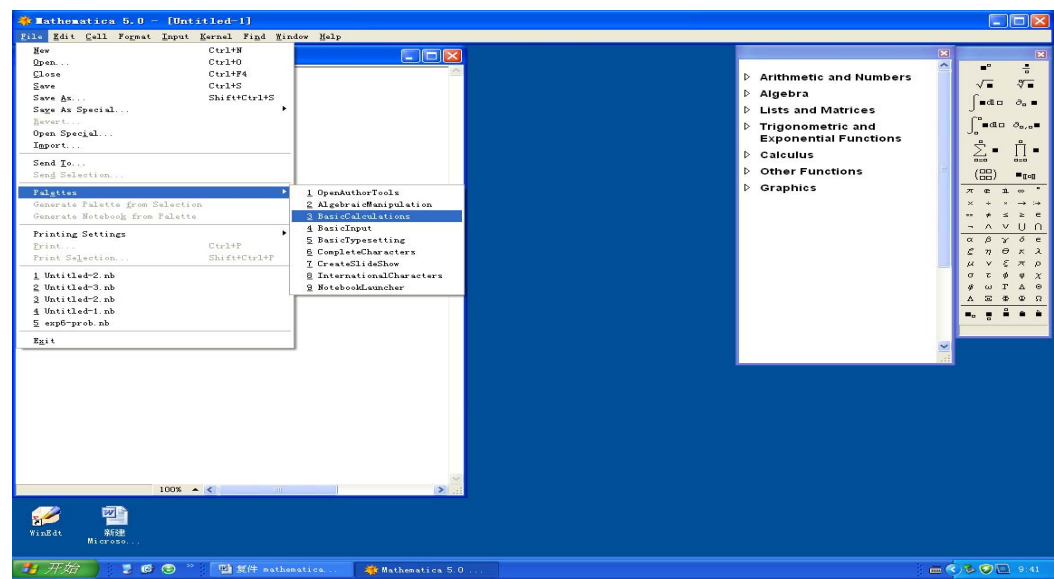 Mathematica 5.0 - [Untitled-1]
File Edit Cell Format Input Kernel Find Window Help
New Ctrl+N
Open... Ctrl+O
Close Ctrl+F4
Save Ctrl+S
Save As... Shift+Ctrl+S
Save As Special...
Revert...
Open Special...
Import...
Send To...
Send Selection...
Palettes
Generate Palette from Selection
Generate Notebook from Palette
Printing Settings
Print... Ctrl+P
Print Selection... Shift+Ctrl+P
1 Untitled-2.nb
2 Untitled-3.nb
3 Untitled-2.nb
4 Untitled-1.nb
5 exp6-prob.nb
Exit
1 OpenAuthorTools
2 AlgebraicManipulation
3 BasicCalculations
4 BasicInput
5 BasicTypesetting
6 CompleteCharacters
7 CreateSlideShow
8 InternationalCharacters
9 NotebookLauncher
Arithmetic and Numbers
Algebra
Lists and Matrices
Trigonometric and
Exponential Functions
Calculus
Other Functions
Graphics
α β γ δ ε
ζ η θ κ λ
μ ν ξ π ρ
σ τ φ φ χ
ψ ω Γ Δ Θ
Λ Ξ Φ Φ Ω
100%
WinEdt
新建
Microso...
开始
复件 mathematica...
Mathematica 5.0 ...
9:41